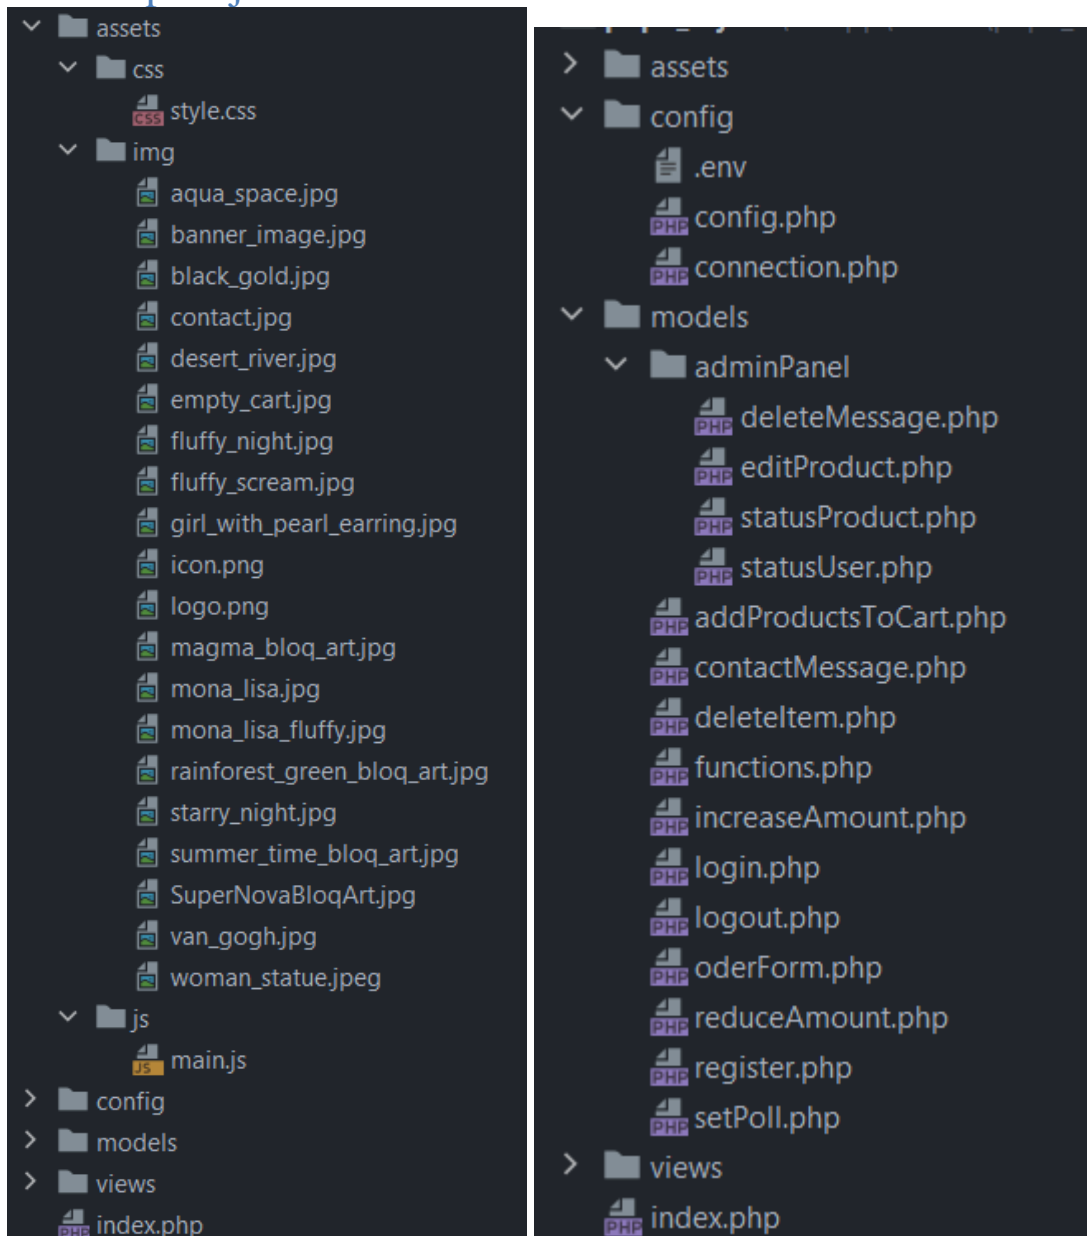 assets
css
style.css
img
aqua_space.jpg
banner_image.jpg
black_gold.jpg
contact.jpg
desert_river.jpg
empty_cart.jpg
fluffy_night.jpg
fluffy_scream.jpg
girl_with_pearl_earring.jpg
icon.png
logo.png
magma_bloq_art.jpg
mona_lisa.jpg
mona_lisa_fluffy.jpg
rainforest_green_bloq_art.jpg
starry_night.jpg
summer_time_bloq_art.jpg
SuperNovaBloqArt.jpg
van_gogh.jpg
woman_statue.jpeg
js
main.js
config
models
views
index.php
assets
config
.env
config.php
connection.php
models
adminPanel
deleteMessage.php
editProduct.php
statusProduct.php
statusUser.php
addProductsToCart.php
contactMessage.php
deleteItem.php
functions.php
increaseAmount.php
login.php
logout.php
oderForm.php
reduceAmount.php
register.php
setPoll.php
views
index.php